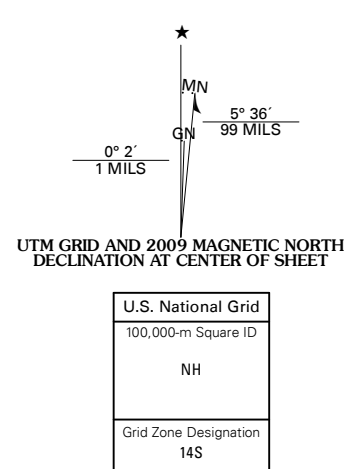 ★
MN
GN
5° 36´
99 MILS
0° 2´
1 MILS
UTM GRID AND 2009 MAGNETIC NORTH
DECLINATION AT CENTER OF SHEET
U.S. National Grid
100,000-m Square ID
NH
Grid Zone Designation
14S